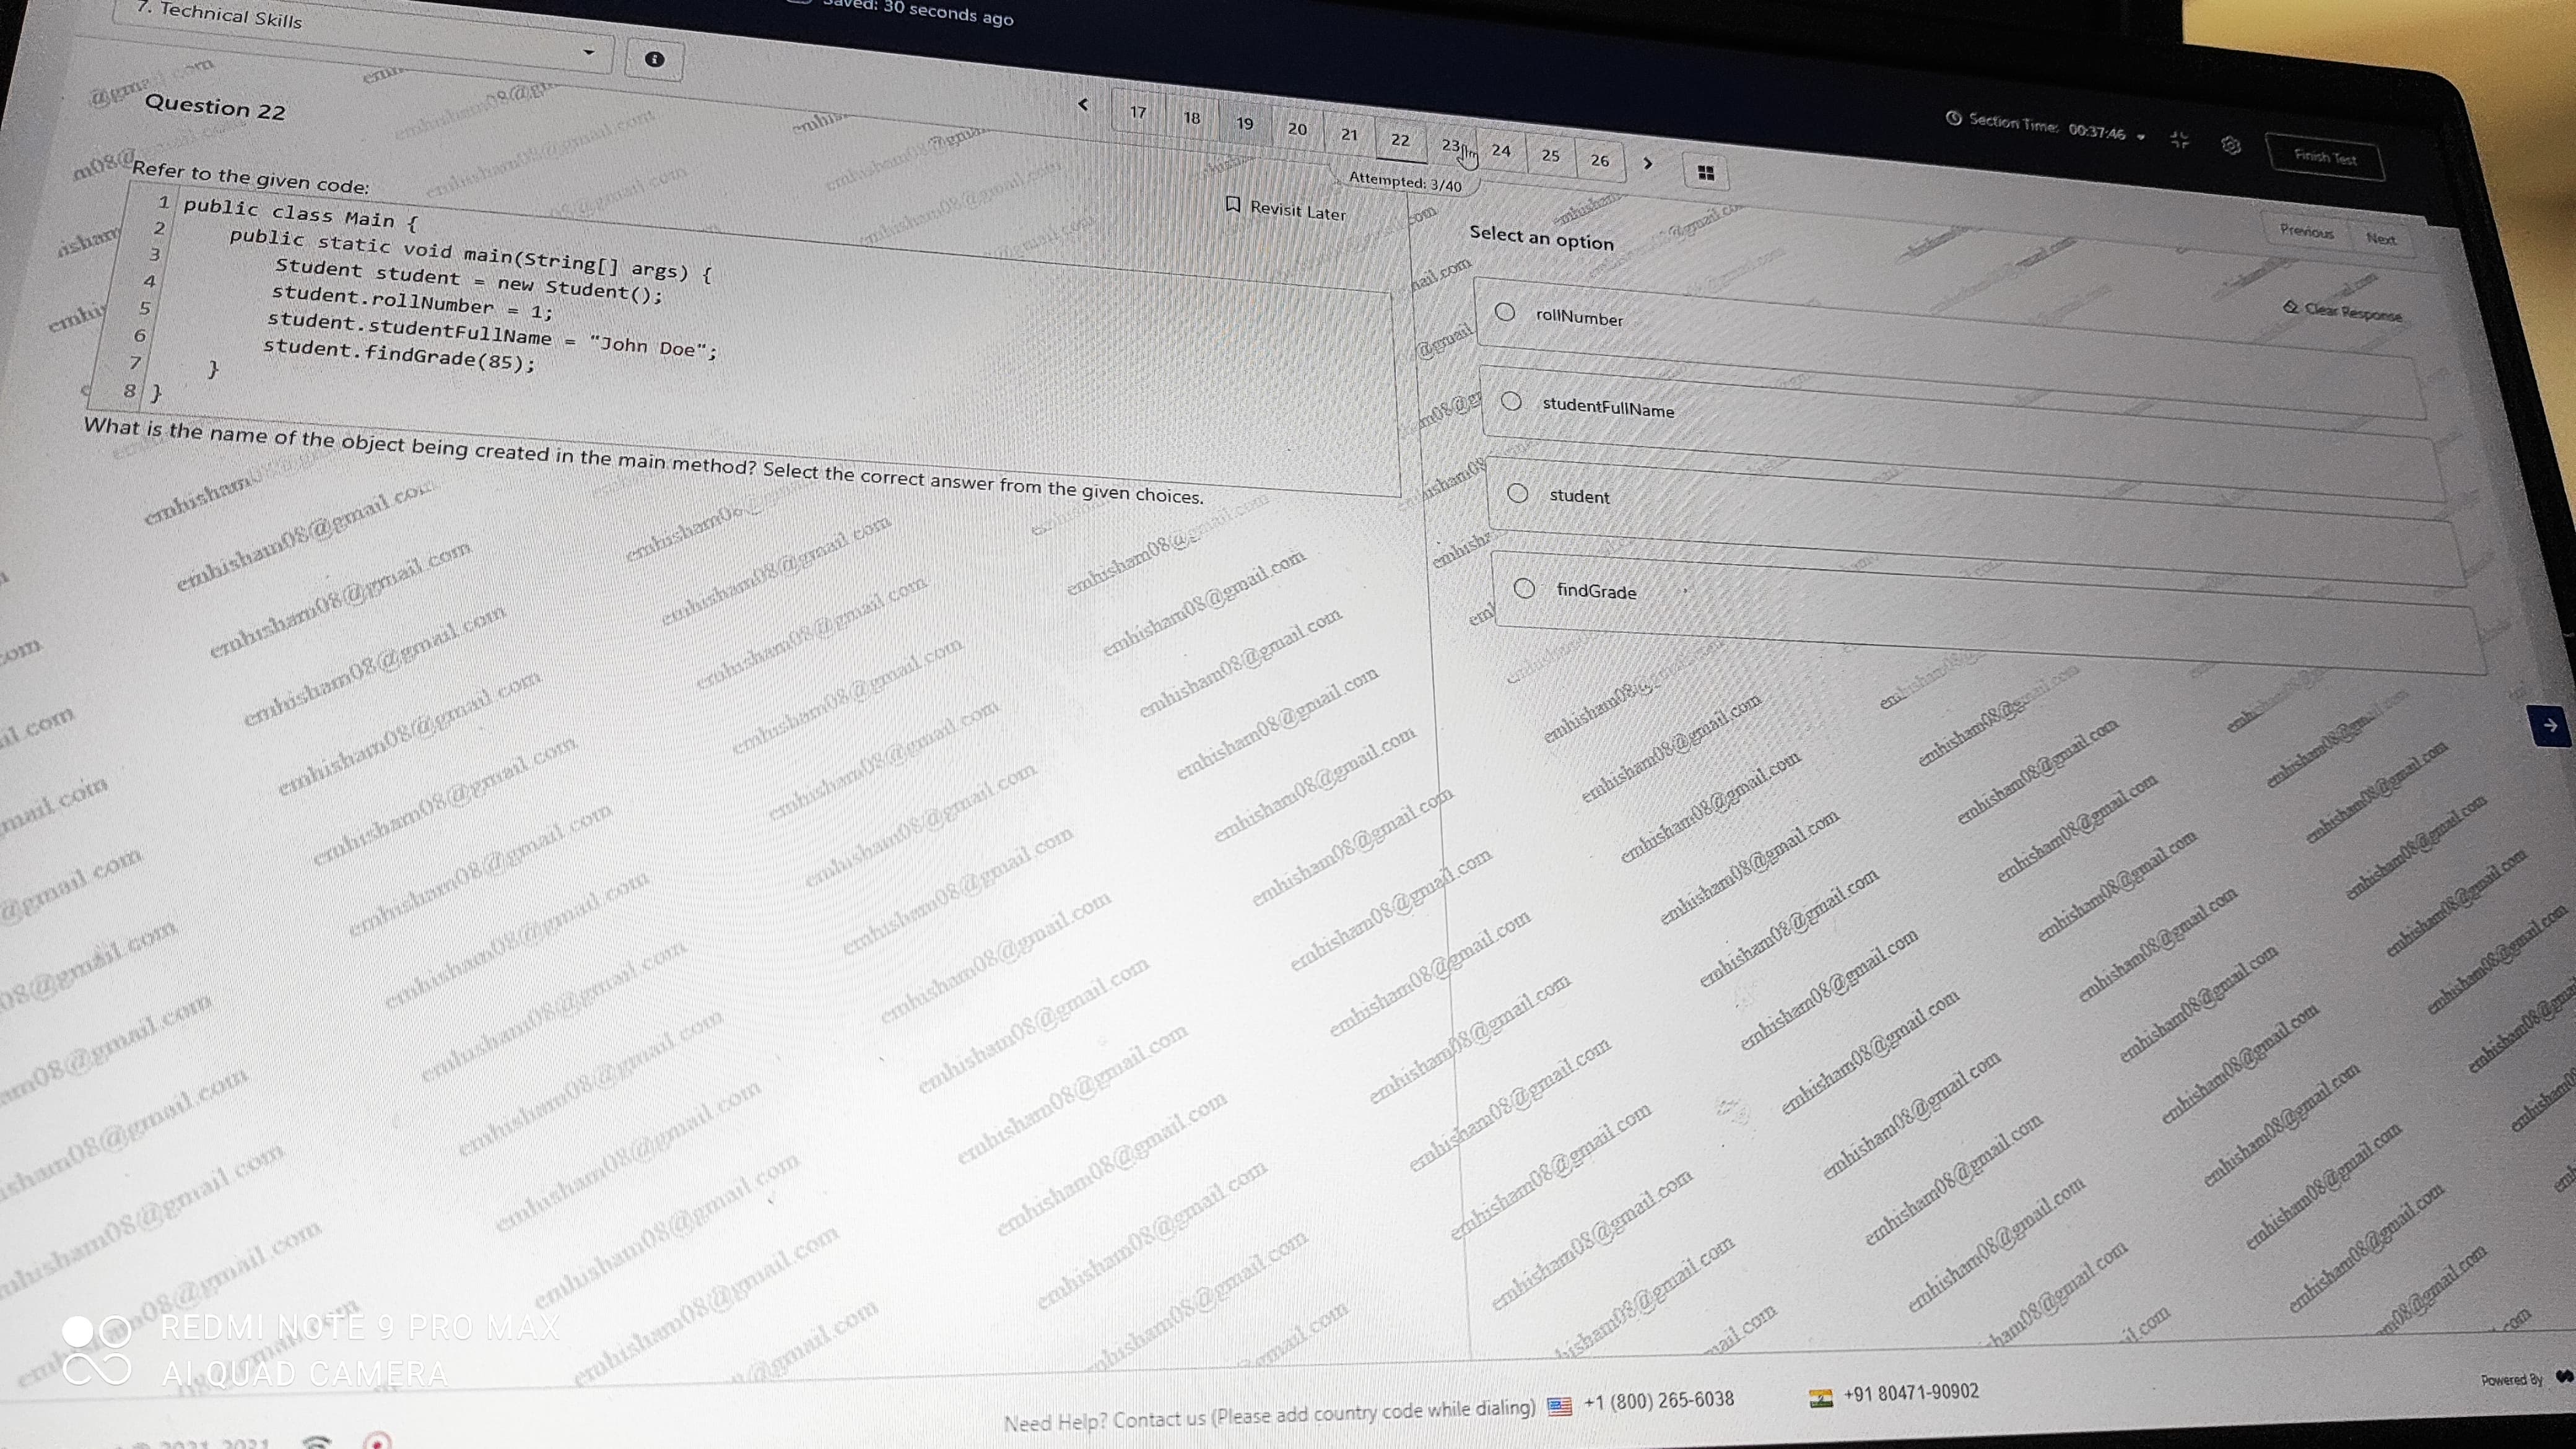 7. Technical Skills
Saved: 30 seconds ago
Section Time: 00:37:46
Finish Test
Question 22
17 18 19 20 21 22 23 24 25 26
Attempted: 3/40
Revisit Later
Previous Next
Refer to the given code:
1 public class Main {
2 public static void main(String[] args) {
3 Student student = new Student();
4 student.rollNumber = 1;
5 student.studentFullName = "John Doe";
6 student.findGrade(85);
7 }
8 }
What is the name of the object being created in the main method? Select the correct answer from the given choices.
Select an option
Clear Response
rollNumber
studentFullName
student
findGrade
emhisham08@gmail.com
REDMI NOTE 9 PRO MAX
AI QUAD CAMERA
Need Help? Contact us (Please add country code while dialing) +1 (800) 265-6038 +91 80471-90902
Powered By